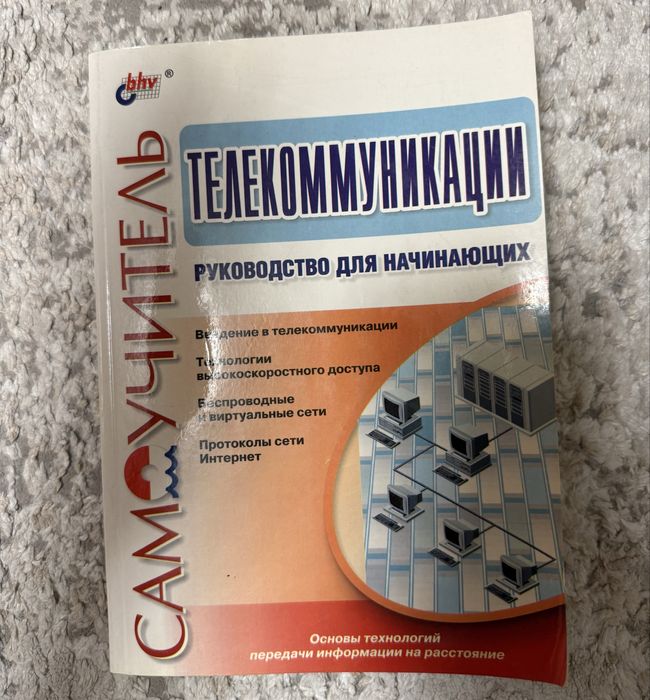 bhv®
САМОУЧИТЕЛЬ
ТЕЛЕКОММУНИКАЦИИ
РУКОВОДСТВО ДЛЯ НАЧИНАЮЩИХ
Введение в телекоммуникации
Технологии
высокоскоростного доступа
Беспроводные
и виртуальные сети
Протоколы сети
Интернет
Основы технологий
передачи информации на расстояние